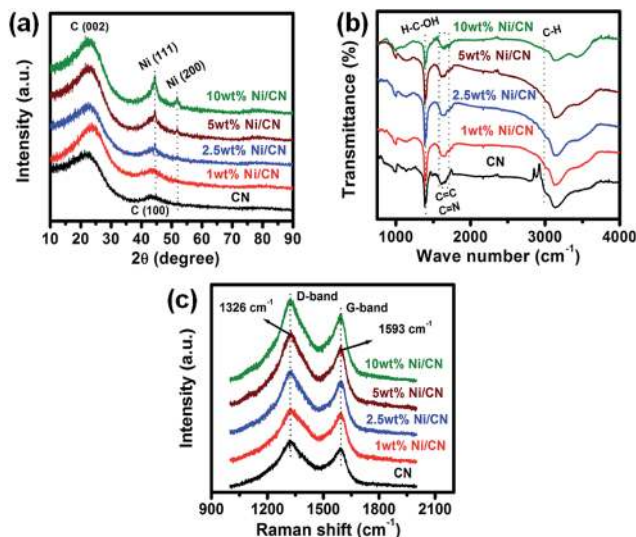 (a)
C (002)
Ni (111)
Ni (200)
10wt% Ni/CN
5wt% Ni/CN
2.5wt% Ni/CN
1wt% Ni/CN
CN
C (100)
Intensity (a.u.)
10 20 30 40 50 60 70 80 90
2θ (degree)
(b)
H-C-OH
C-H
10wt% Ni/CN
5wt% Ni/CN
2.5wt% Ni/CN
1wt% Ni/CN
CN
C=C
C=N
Transmittance (%)
1000 2000 3000 4000
Wave number (cm⁻¹)
(c)
D-band
1326 cm⁻¹
G-band
1593 cm⁻¹
10wt% Ni/CN
5wt% Ni/CN
2.5wt% Ni/CN
1wt% Ni/CN
CN
Intensity (a.u.)
900 1200 1500 1800 2100
Raman shift (cm⁻¹)